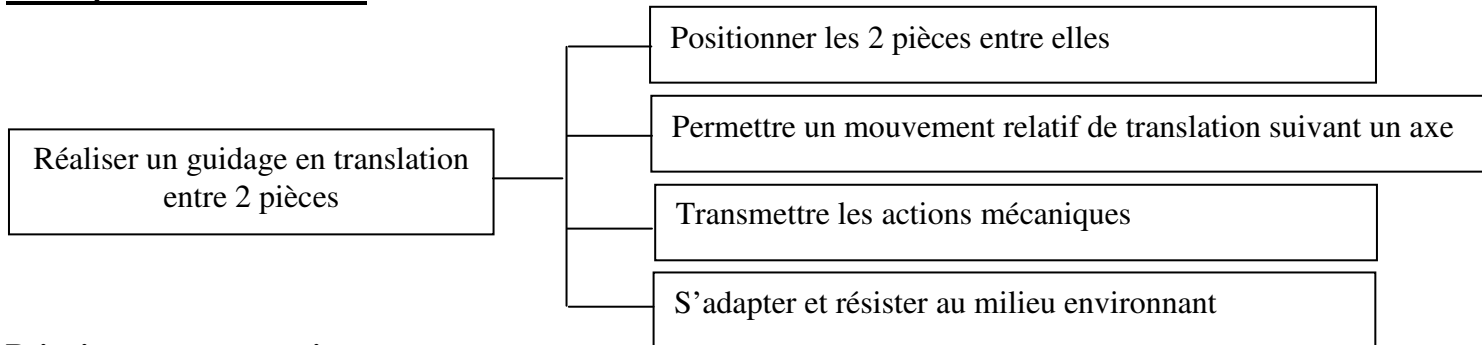 Positionner les 2 pièces entre elles
Permettre un mouvement relatif de translation suivant un axe
Réaliser un guidage en translation
entre 2 pièces
Transmettre les actions mécaniques
S’adapter et résister au milieu environnant